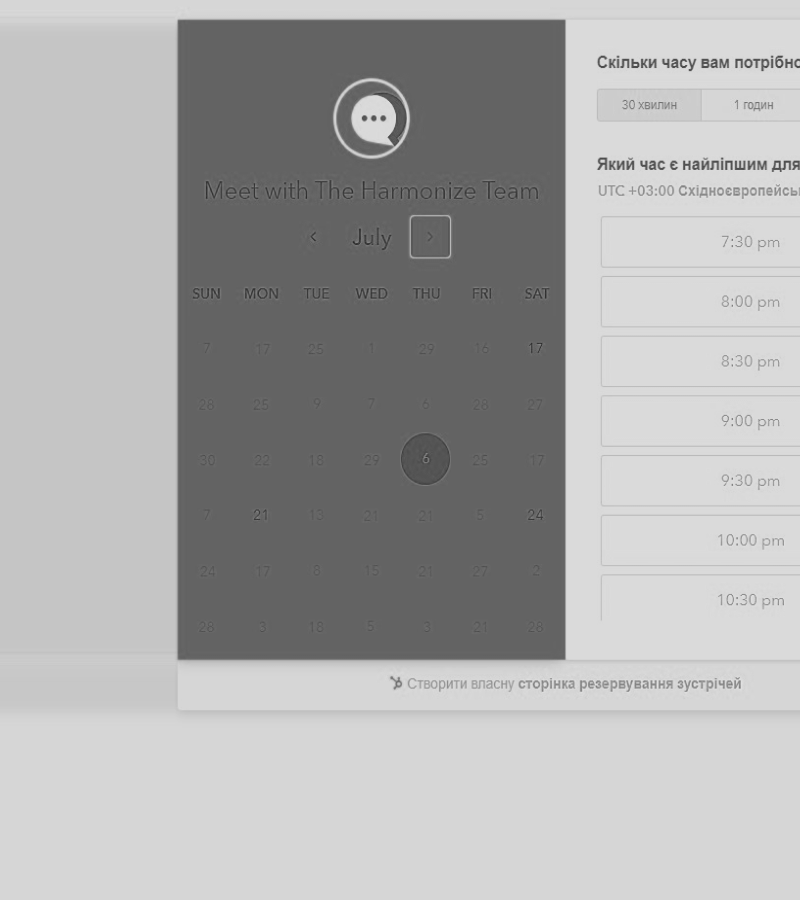 Meet with The Harmonize Team
July
SUN MON TUE WED THU FRI SAT
7 17 25 1 29 16 17
28 25 9 7 6 28 27
30 22 18 29 6 25 17
7 21 13 21 21 5 24
24 17 8 15 21 27 2
28 3 18 5 3 21 28
Скільки часу вам потрібно
30 хвилин 1 годин
Який час є найліпшим для
UTC +03:00 Східноєвропейсь
7:30 pm
8:00 pm
8:30 pm
9:00 pm
9:30 pm
10:00 pm
10:30 pm
Створити власну сторінка резервування зустрічей